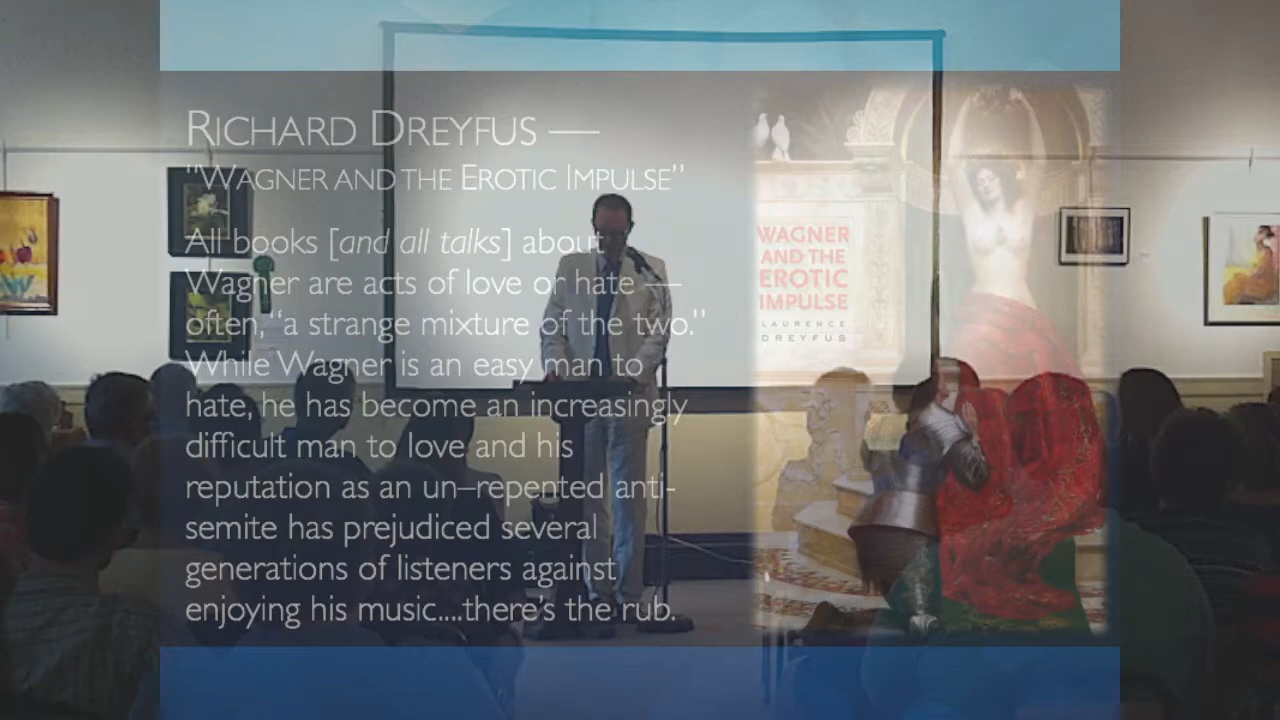 RICHARD DREYFUS —
“WAGNER AND THE EROTIC IMPULSE”
All books [and all talks] about
Wagner are acts of love or hate —
often, “a strange mixture of the two.”
While Wagner is an easy man to
hate, he has become an increasingly
difficult man to love and his
reputation as an un–repented anti-
semite has prejudiced several
generations of listeners against
enjoying his music....there’s the rub.
WAGNER
AND THE
EROTIC
IMPULSE
LAURENCE
DREYFUS